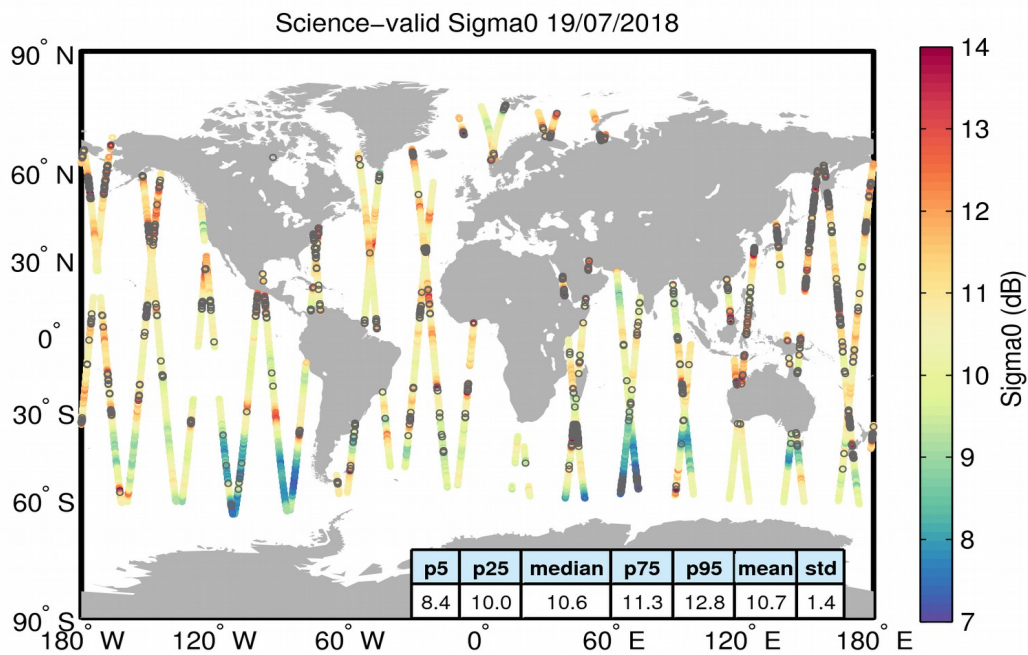 Science−valid Sigma0 19/07/2018
90° N
60° N
30° N
0°
30° S
60° S
90° S
180° W
120° W
60° W
0°
60° E
120° E
180° E
p5 p25 median p75 p95 mean std
8.4 10.0 10.6 11.3 12.8 10.7 1.4
14
13
12
11
10
9
8
7
Sigma0 (dB)